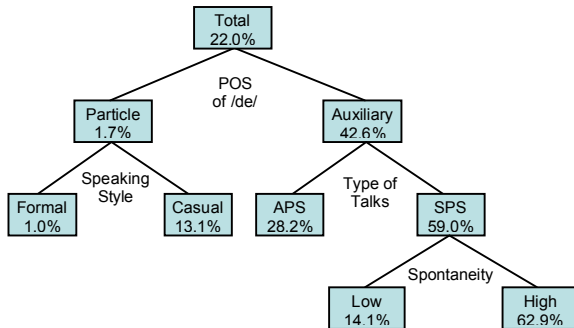 Total
22.0%
POS
of /de/
Particle
1.7%
Auxiliary
42.6%
Speaking
Style
Type of
Talks
Formal
1.0%
Casual
13.1%
APS
28.2%
SPS
59.0%
Spontaneity
Low
14.1%
High
62.9%